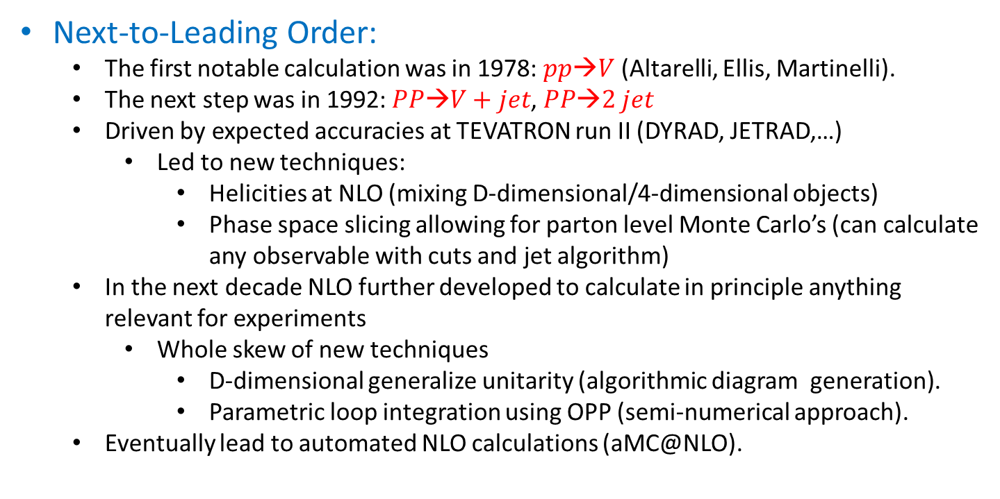 • Next-to-Leading Order:
• The first notable calculation was in 1978: pp→V (Altarelli, Ellis, Martinelli).
• The next step was in 1992: PP→V + jet, PP→2 jet
• Driven by expected accuracies at TEVATRON run II (DYRAD, JETRAD,…)
• Led to new techniques:
• Helicities at NLO (mixing D-dimensional/4-dimensional objects)
• Phase space slicing allowing for parton level Monte Carlo’s (can calculate
any observable with cuts and jet algorithm)
• In the next decade NLO further developed to calculate in principle anything
relevant for experiments
• Whole skew of new techniques
• D-dimensional generalize unitarity (algorithmic diagram generation).
• Parametric loop integration using OPP (semi-numerical approach).
• Eventually lead to automated NLO calculations (aMC@NLO).